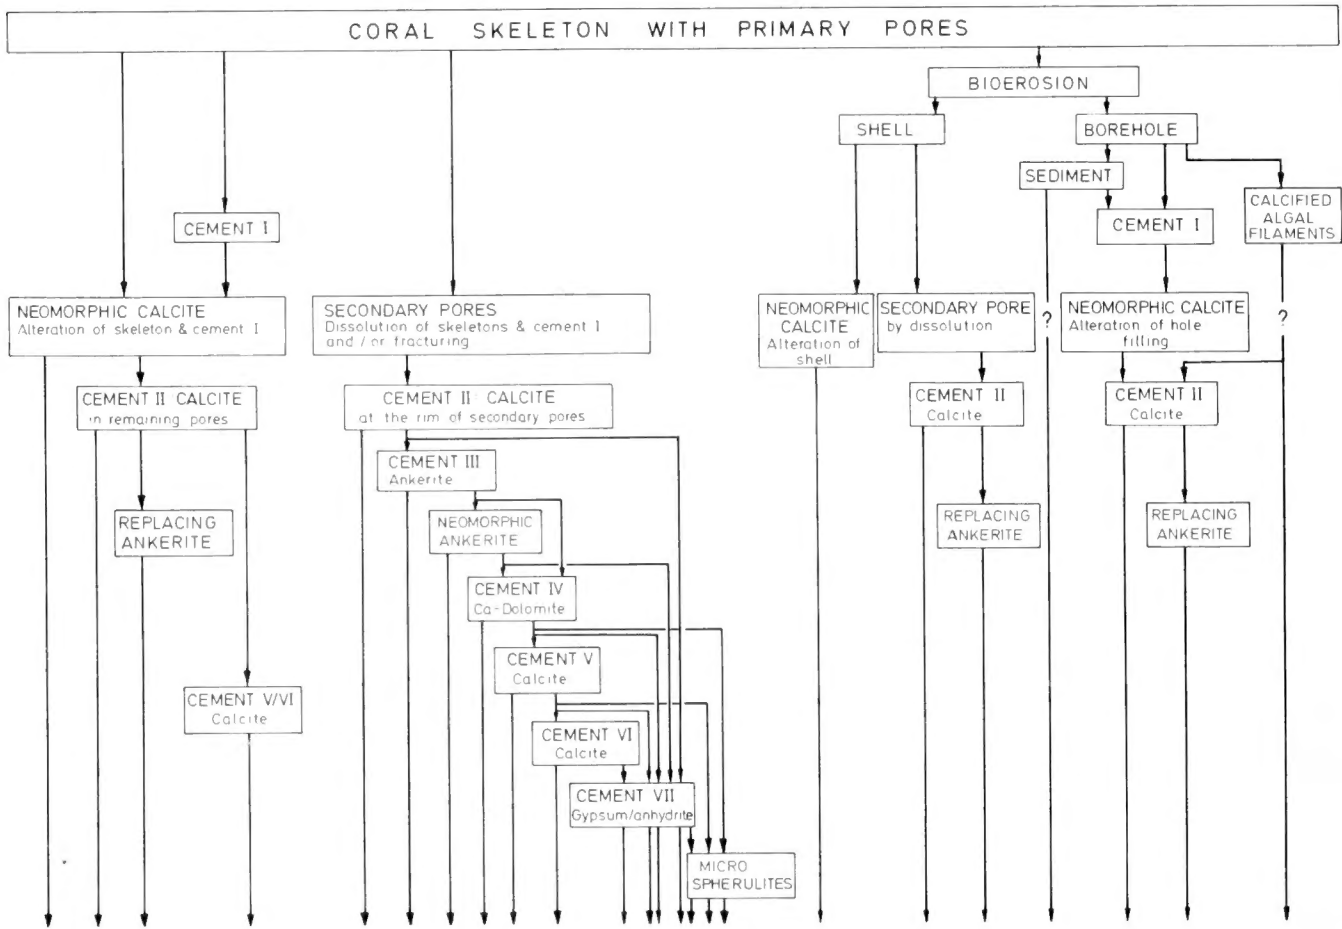 CORAL SKELETON WITH PRIMARY PORES
BIOEROSION
SHELL
BOREHOLE
SEDIMENT
CALCIFIED
ALGAL
FILAMENTS
CEMENT I
CEMENT I
NEOMORPHIC CALCITE
Alteration of skeleton & cement I
SECONDARY PORES
Dissolution of skeletons & cement I
and / or fracturing
NEOMORPHIC
CALCITE
Alteration of
shell
SECONDARY PORE
by dissolution
?
NEOMORPHIC CALCITE
Alteration of hole
filling
?
CEMENT II CALCITE
in remaining pores
CEMENT II CALCITE
at the rim of secondary pores
CEMENT II
Calcite
CEMENT II
Calcite
CEMENT III
Ankerite
REPLACING
ANKERITE
NEOMORPHIC
ANKERITE
REPLACING
ANKERITE
REPLACING
ANKERITE
CEMENT IV
Ca-Dolomite
CEMENT V
Calcite
CEMENT V/VI
Calcite
CEMENT VI
Calcite
CEMENT VII
Gypsum/anhydrite
MICRO
SPHERULITES